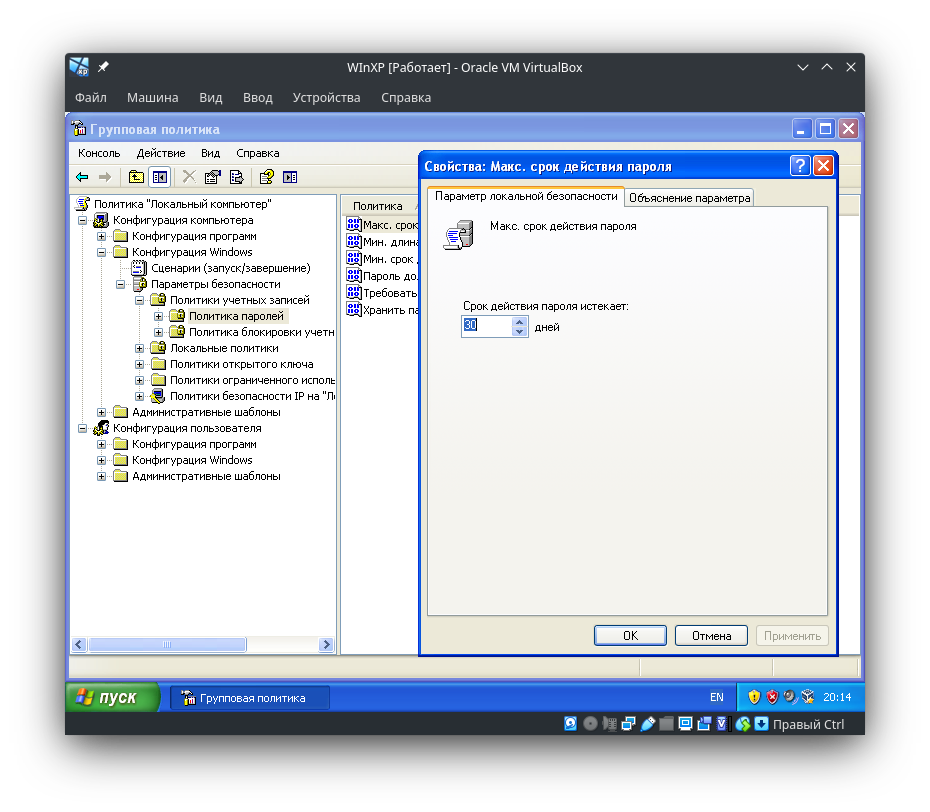 WInXP [Работает] - Oracle VM VirtualBox
Файл Машина Вид Ввод Устройства Справка
Групповая политика
Консоль Действие Вид Справка
Политика "Локальный компьютер"
Конфигурация компьютера
Конфигурация программ
Конфигурация Windows
Сценарии (запуск/завершение)
Параметры безопасности
Политики учетных записей
Политика паролей
Политика блокировки учетн
Локальные политики
Политики открытого ключа
Политики ограниченного исполь
Политики безопасности IP на "Ло
Административные шаблоны
Конфигурация пользователя
Конфигурация программ
Конфигурация Windows
Административные шаблоны
Политика
Макс. срок
Мин. длина
Мин. срок
Пароль до
Требовать
Хранить па
Свойства: Макс. срок действия пароля
Параметр локальной безопасности Объяснение параметра
Макс. срок действия пароля
Срок действия пароля истекает:
30 дней
OK Отмена Применить
пуск Групповая политика EN 20:14
Правый Ctrl